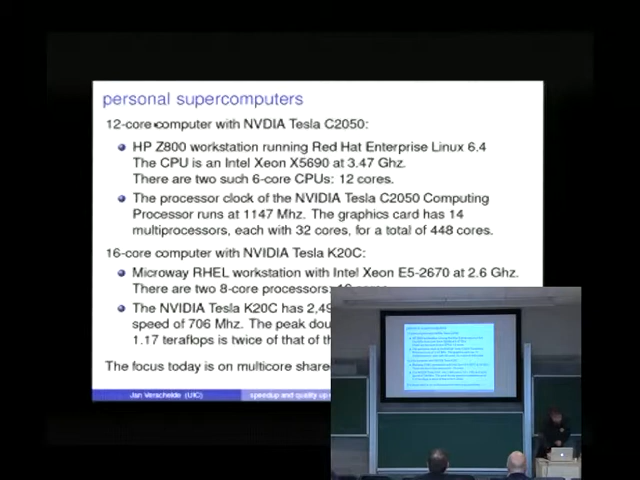 personal supercomputers
12-core computer with NVDIA Tesla C2050:
HP Z800 workstation running Red Hat Enterprise Linux 6.4
The CPU is an Intel Xeon X5690 at 3.47 Ghz.
There are two such 6-core CPUs: 12 cores.
The processor clock of the NVIDIA Tesla C2050 Computing
Processor runs at 1147 Mhz. The graphics card has 14
multiprocessors, each with 32 cores, for a total of 448 cores.
16-core computer with NVIDIA Tesla K20C:
Microway RHEL workstation with Intel Xeon E5-2670 at 2.6 Ghz.
There are two 8-core processors:
The NVIDIA Tesla K20C has 2,49
speed of 706 Mhz. The peak dou
1.17 teraflops is twice of that of th
The focus today is on multicore share
Jan Verschelde (UIC) speedup and quality up